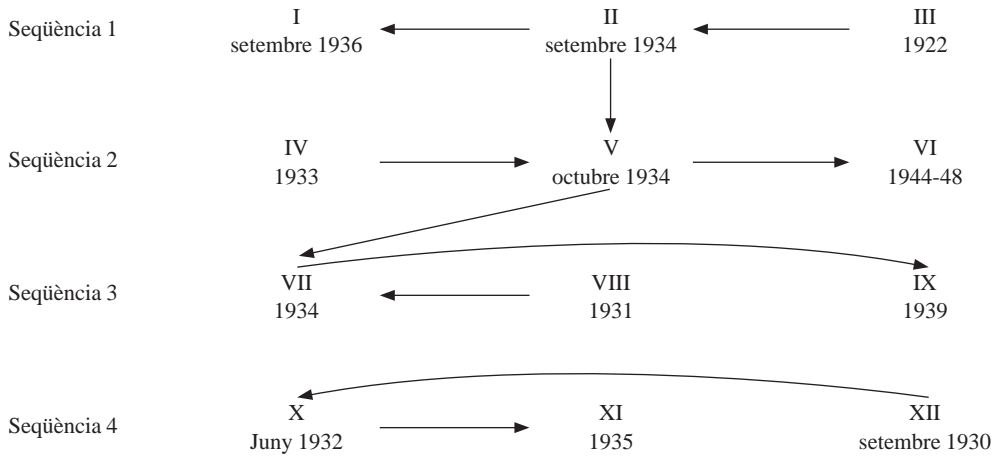 Seqüència 1
I
II
III
setembre 1936
setembre 1934
1922
Seqüència 2
IV
V
VI
1933
octubre 1934
1944-48
Seqüència 3
VII
VIII
IX
1934
1931
1939
Seqüència 4
X
XI
XII
Juny 1932
1935
setembre 1930